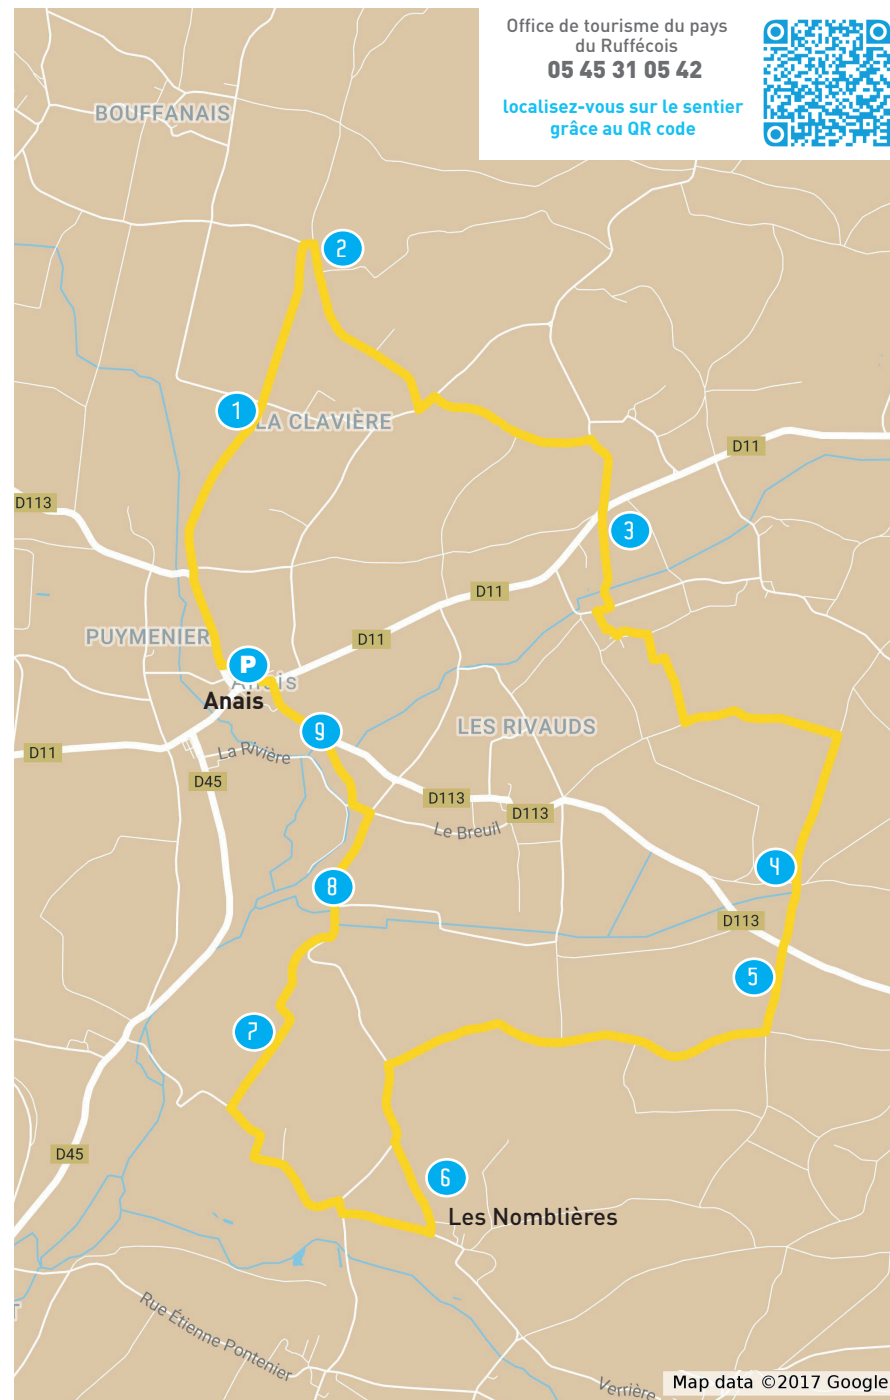 Office de tourisme du pays
du Ruffécois
05 45 31 05 42
localisez-vous sur le sentier
grâce au QR code
BOUFFANAIS
2
1
LA CLAVIÈRE
D11
D113
3
D11
PUYMENIER
D11
P
Anais
Anais
9
LES RIVAUDS
La Rivière
D11
D45
D113
D113
Le Breuil
4
8
D113
5
7
D45
6
Les Nomblières
Rue Étienne Pontenier
Verrière
Map data ©2017 Google